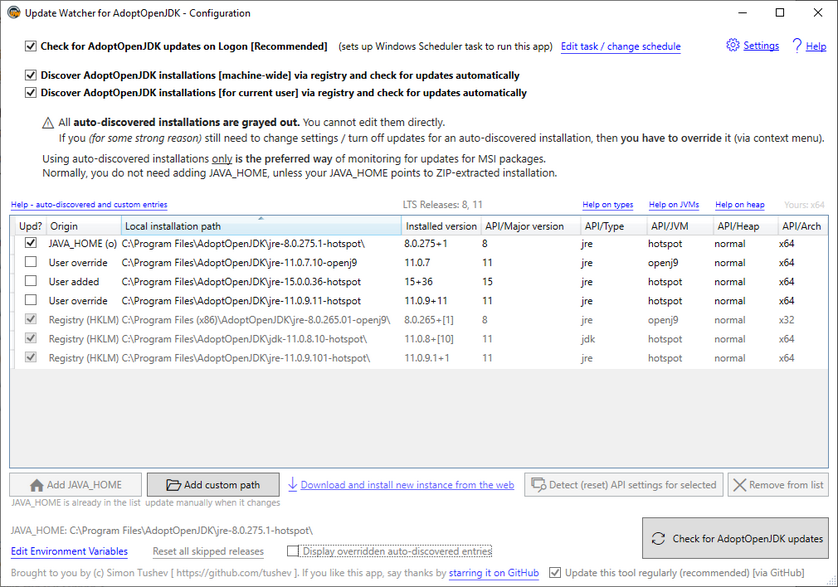 Update Watcher for AdoptOpenJDK - Configuration
Check for AdoptOpenJDK updates on Logon [Recommended] (sets up Windows Scheduler task to run this app) Edit task / change schedule Settings Help
Discover AdoptOpenJDK installations [machine-wide] via registry and check for updates automatically
Discover AdoptOpenJDK installations [for current user] via registry and check for updates automatically
All auto-discovered installations are grayed out. You cannot edit them directly.
If you (for some strong reason) still need to change settings / turn off updates for an auto-discovered installation, then you have to override it (via context menu).
Using auto-discovered installations only is the preferred way of monitoring for updates for MSI packages.
Normally, you do not need adding JAVA_HOME, unless your JAVA_HOME points to ZIP-extracted installation.
Help - auto-discovered and custom entries LTS Releases: 8, 11 Help on types Help on JVMs Help on heap Yours: x64
Upd? Origin Local installation path Installed version API/Major version API/Type API/JVM API/Heap API/Arch
JAVA_HOME (o) C:\Program Files\AdoptOpenJDK\jre-8.0.275.1-hotspot\ 8.0.275+1 8 jre hotspot normal x64
User override C:\Program Files\AdoptOpenJDK\jre-11.0.7.10-openj9 11.0.7 11 jre openj9 normal x64
User added C:\Program Files\AdoptOpenJDK\jre-15.0.0.36-hotspot 15+36 15 jre hotspot normal x64
User override C:\Program Files\AdoptOpenJDK\jre-11.0.9.11-hotspot 11.0.9+11 11 jre hotspot normal x64
Registry (HKLM) C:\Program Files (x86)\AdoptOpenJDK\jre-8.0.265.01-openj9\ 8.0.265+[1] 8 jre openj9 normal x32
Registry (HKLM) C:\Program Files\AdoptOpenJDK\jdk-11.0.8.10-hotspot\ 11.0.8+[10] 11 jdk hotspot normal x64
Registry (HKLM) C:\Program Files\AdoptOpenJDK\jre-11.0.9.101-hotspot\ 11.0.9.1+1 11 jre hotspot normal x64
Add JAVA_HOME Add custom path Download and install new instance from the web Detect (reset) API settings for selected Remove from list
JAVA_HOME is already in the list update manually when it changes
JAVA_HOME: C:\Program Files\AdoptOpenJDK\jre-8.0.275.1-hotspot\
Check for AdoptOpenJDK updates
Edit Environment Variables Reset all skipped releases Display overridden auto-discovered entries
Brought to you by (c) Simon Tushev [ https://github.com/tushev ]. If you like this app, say thanks by starring it on GitHub Update this tool regularly (recommended) [via GitHub]